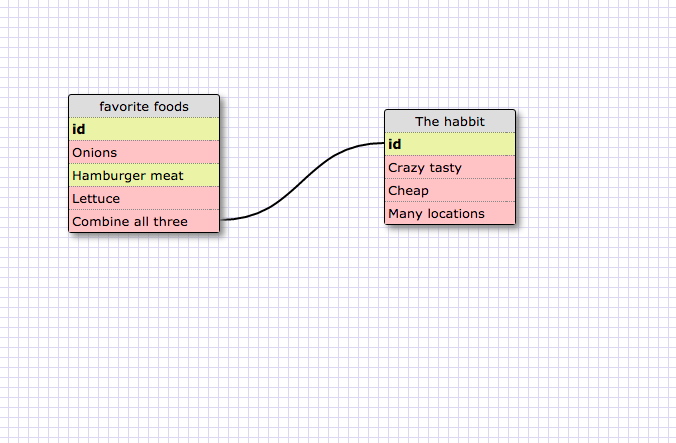 favorite foods
id
Onions
Hamburger meat
Lettuce
Combine all three
The habbit
id
Crazy tasty
Cheap
Many locations